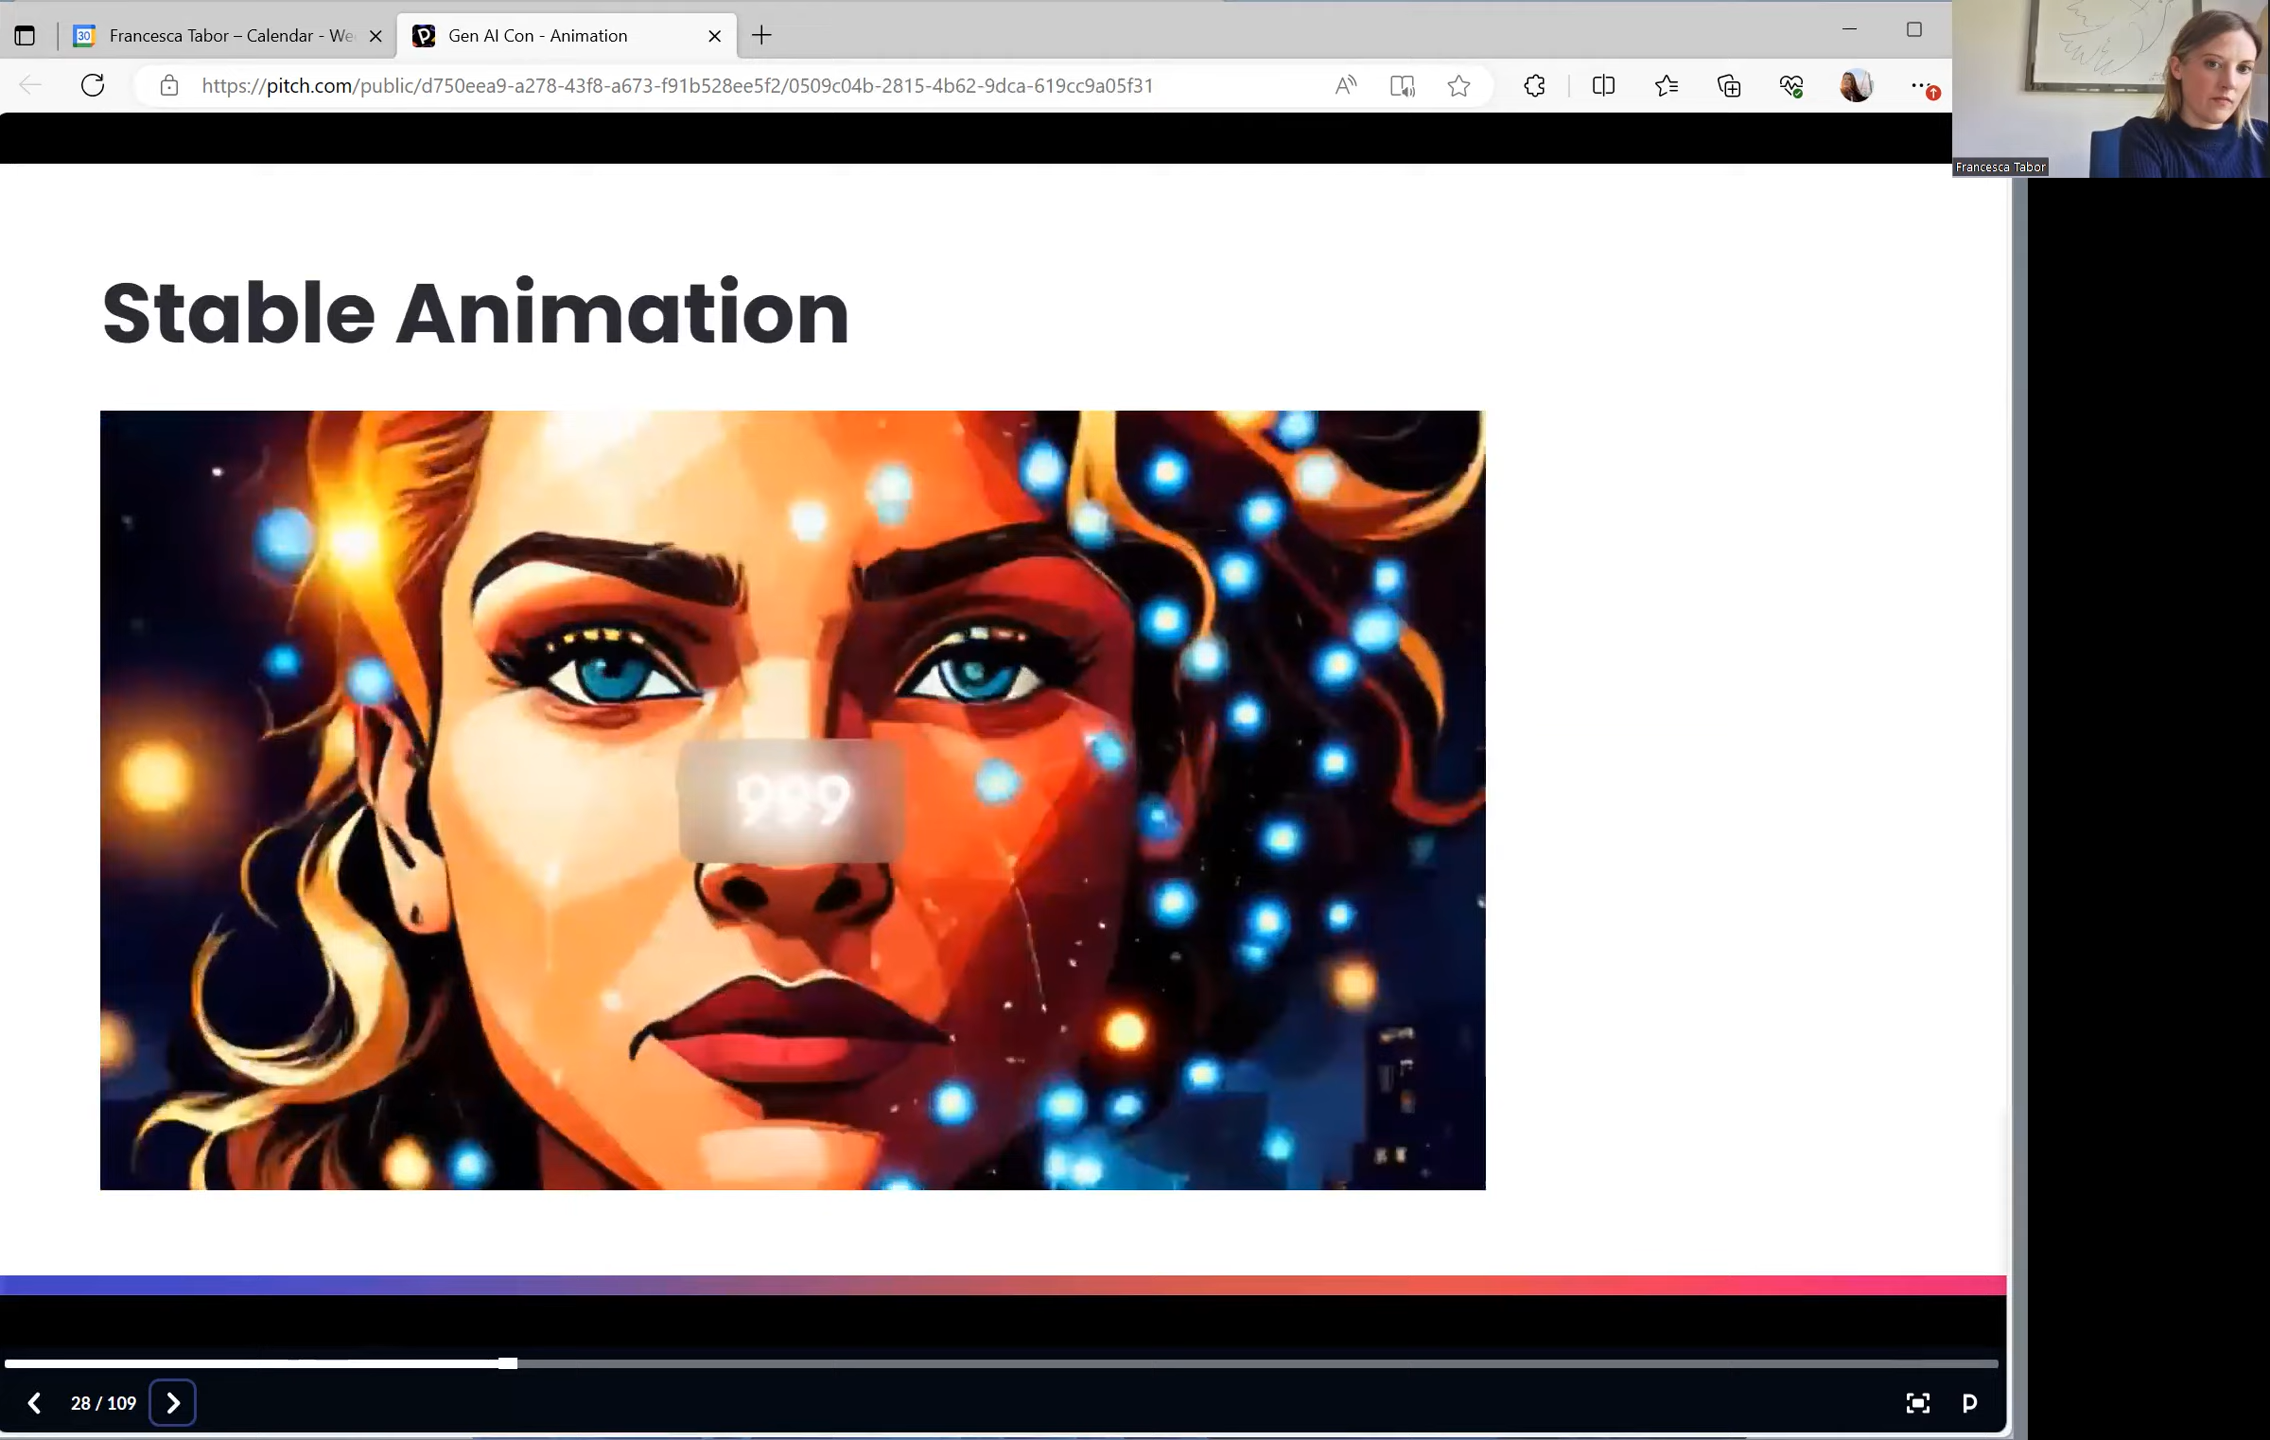 Francesca Tabor – Calendar - We
Gen AI Con - Animation
https://pitch.com/public/d750eea9-a278-43f8-a673-f91b528ee5f2/0509c04b-2815-4b62-9dca-619cc9a05f31
Francesca Tabor
Stable Animation
999
28 / 109